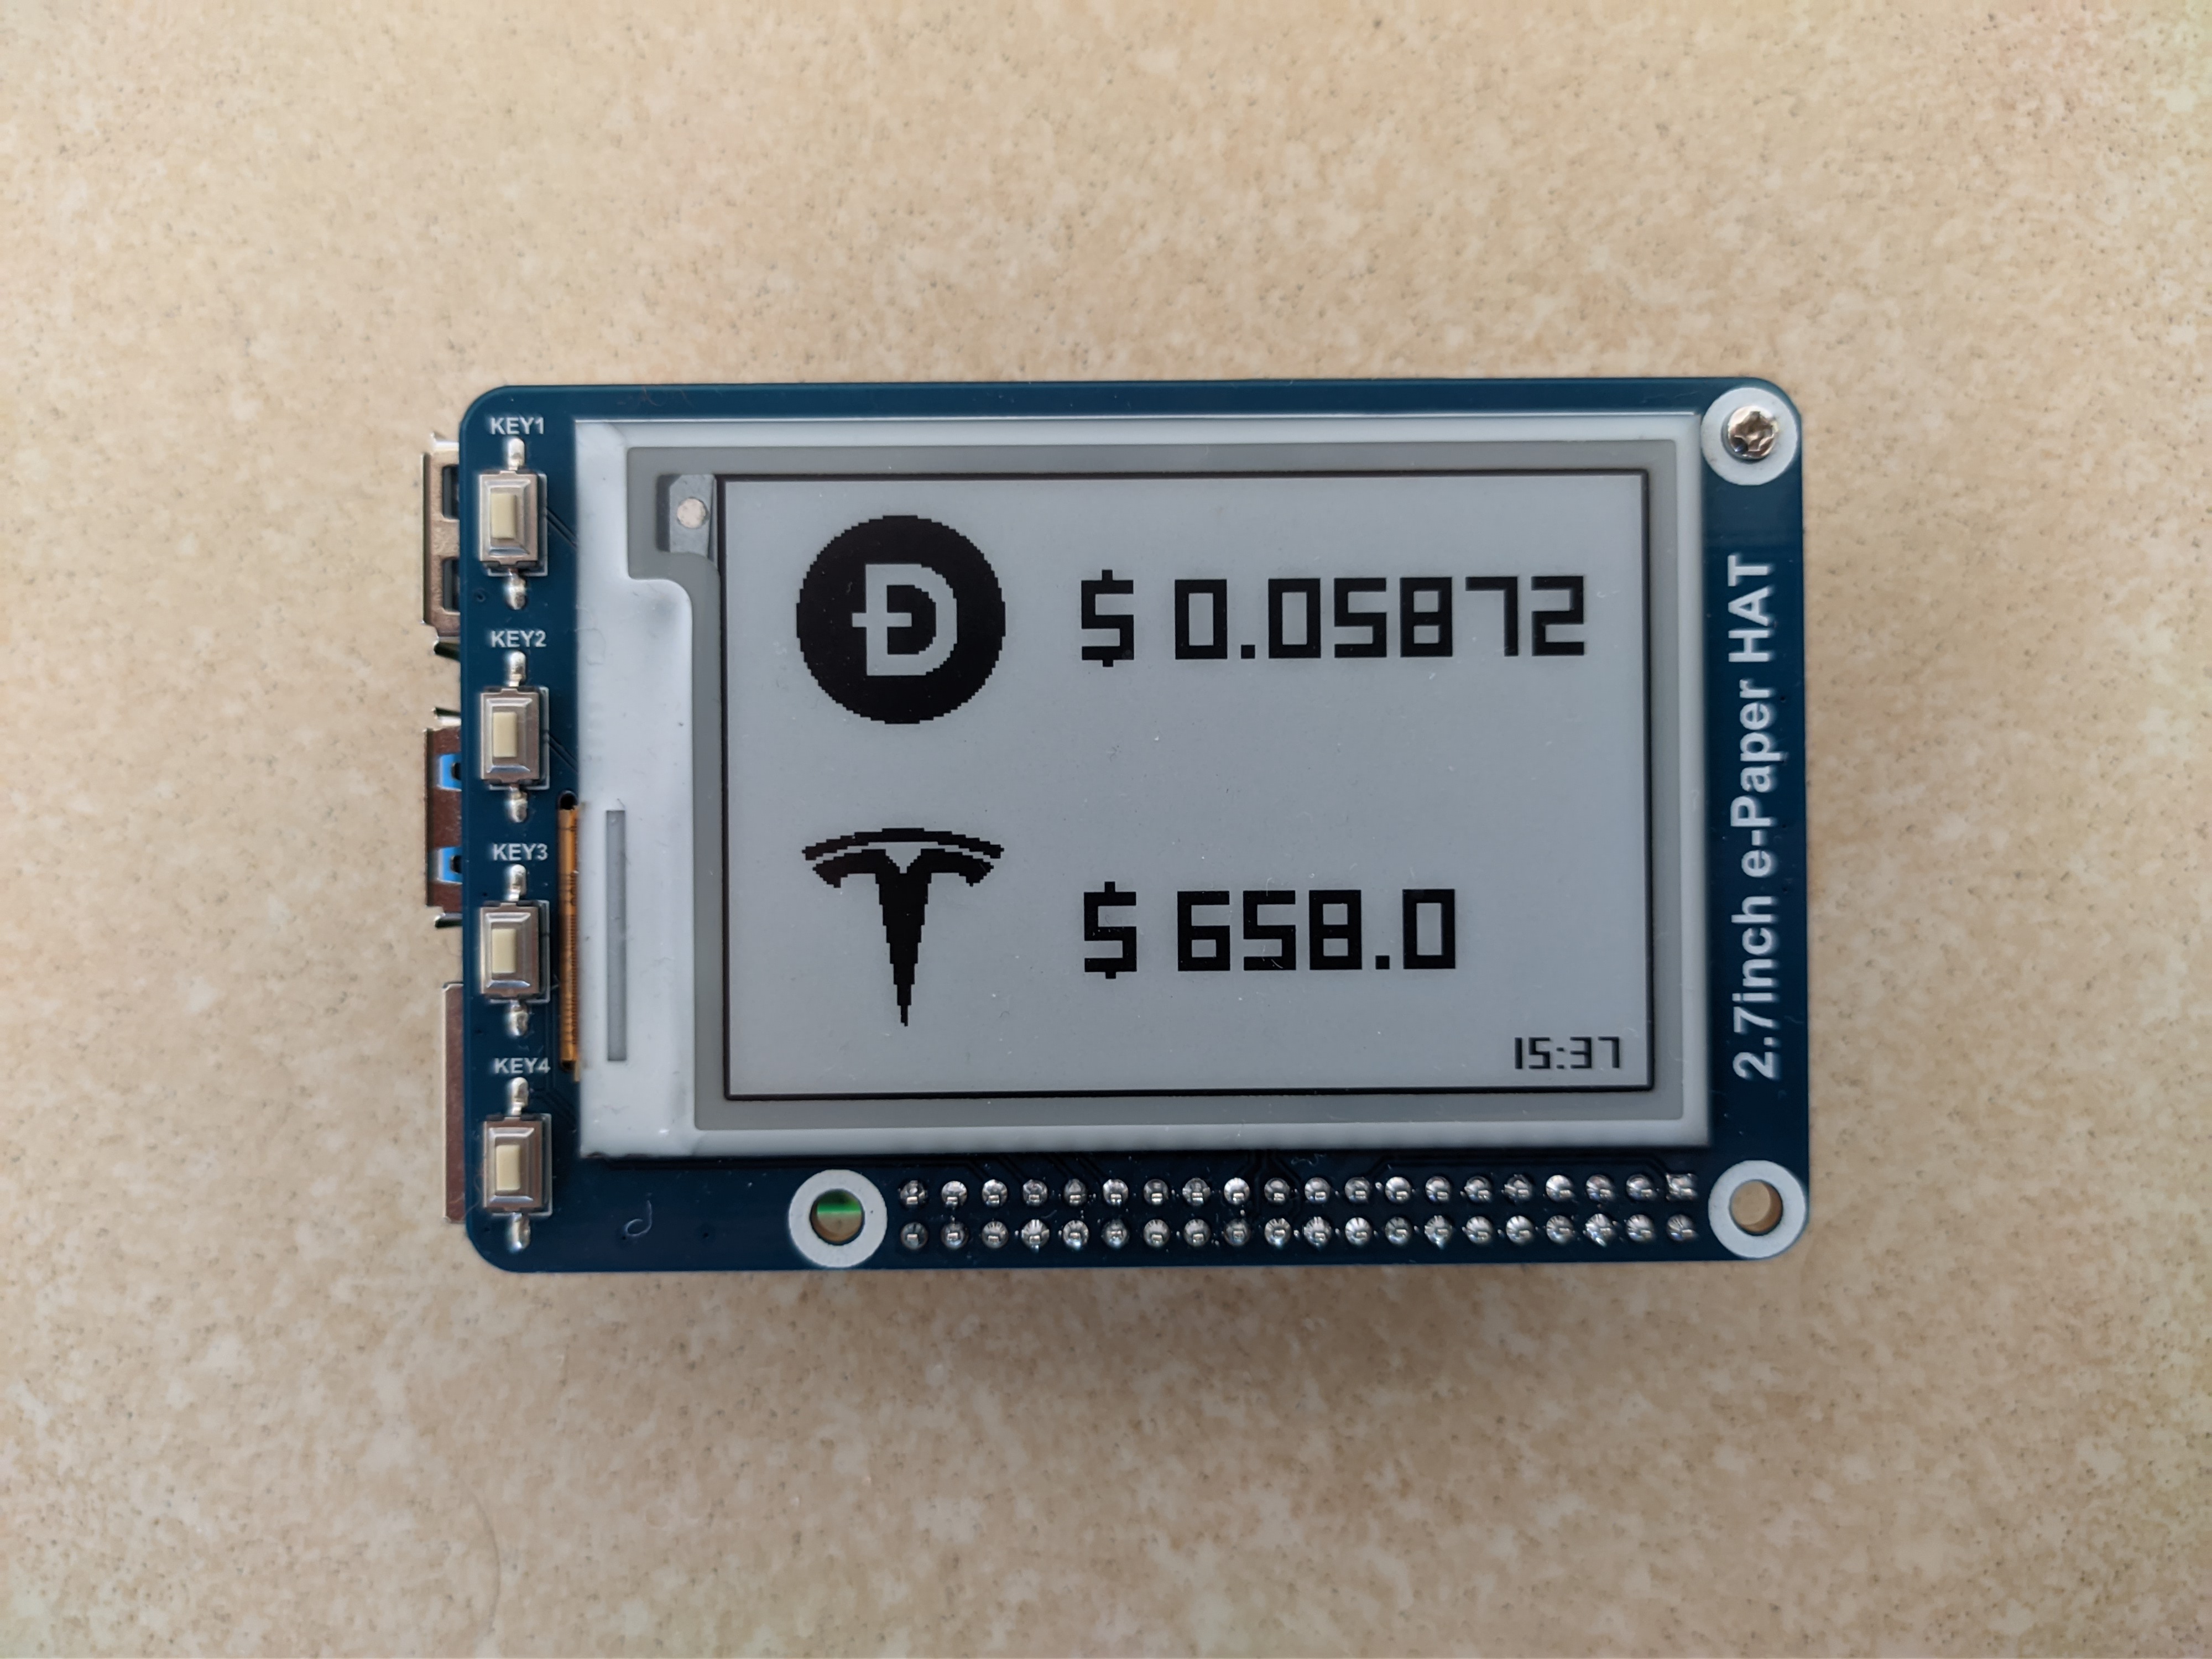 KEY1
KEY2
KEY3
KEY4
$ 0.05872
$ 658.0
15:37
2.7inch e-Paper HAT